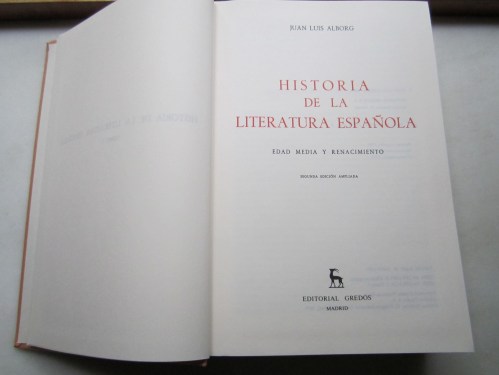 JUAN LUIS ALBORG
HISTORIA
DE LA
LITERATURA ESPAÑOLA
EDAD MEDIA Y RENACIMIENTO
SEGUNDA EDICIÓN AMPLIADA
EDITORIAL GREDOS
MADRID